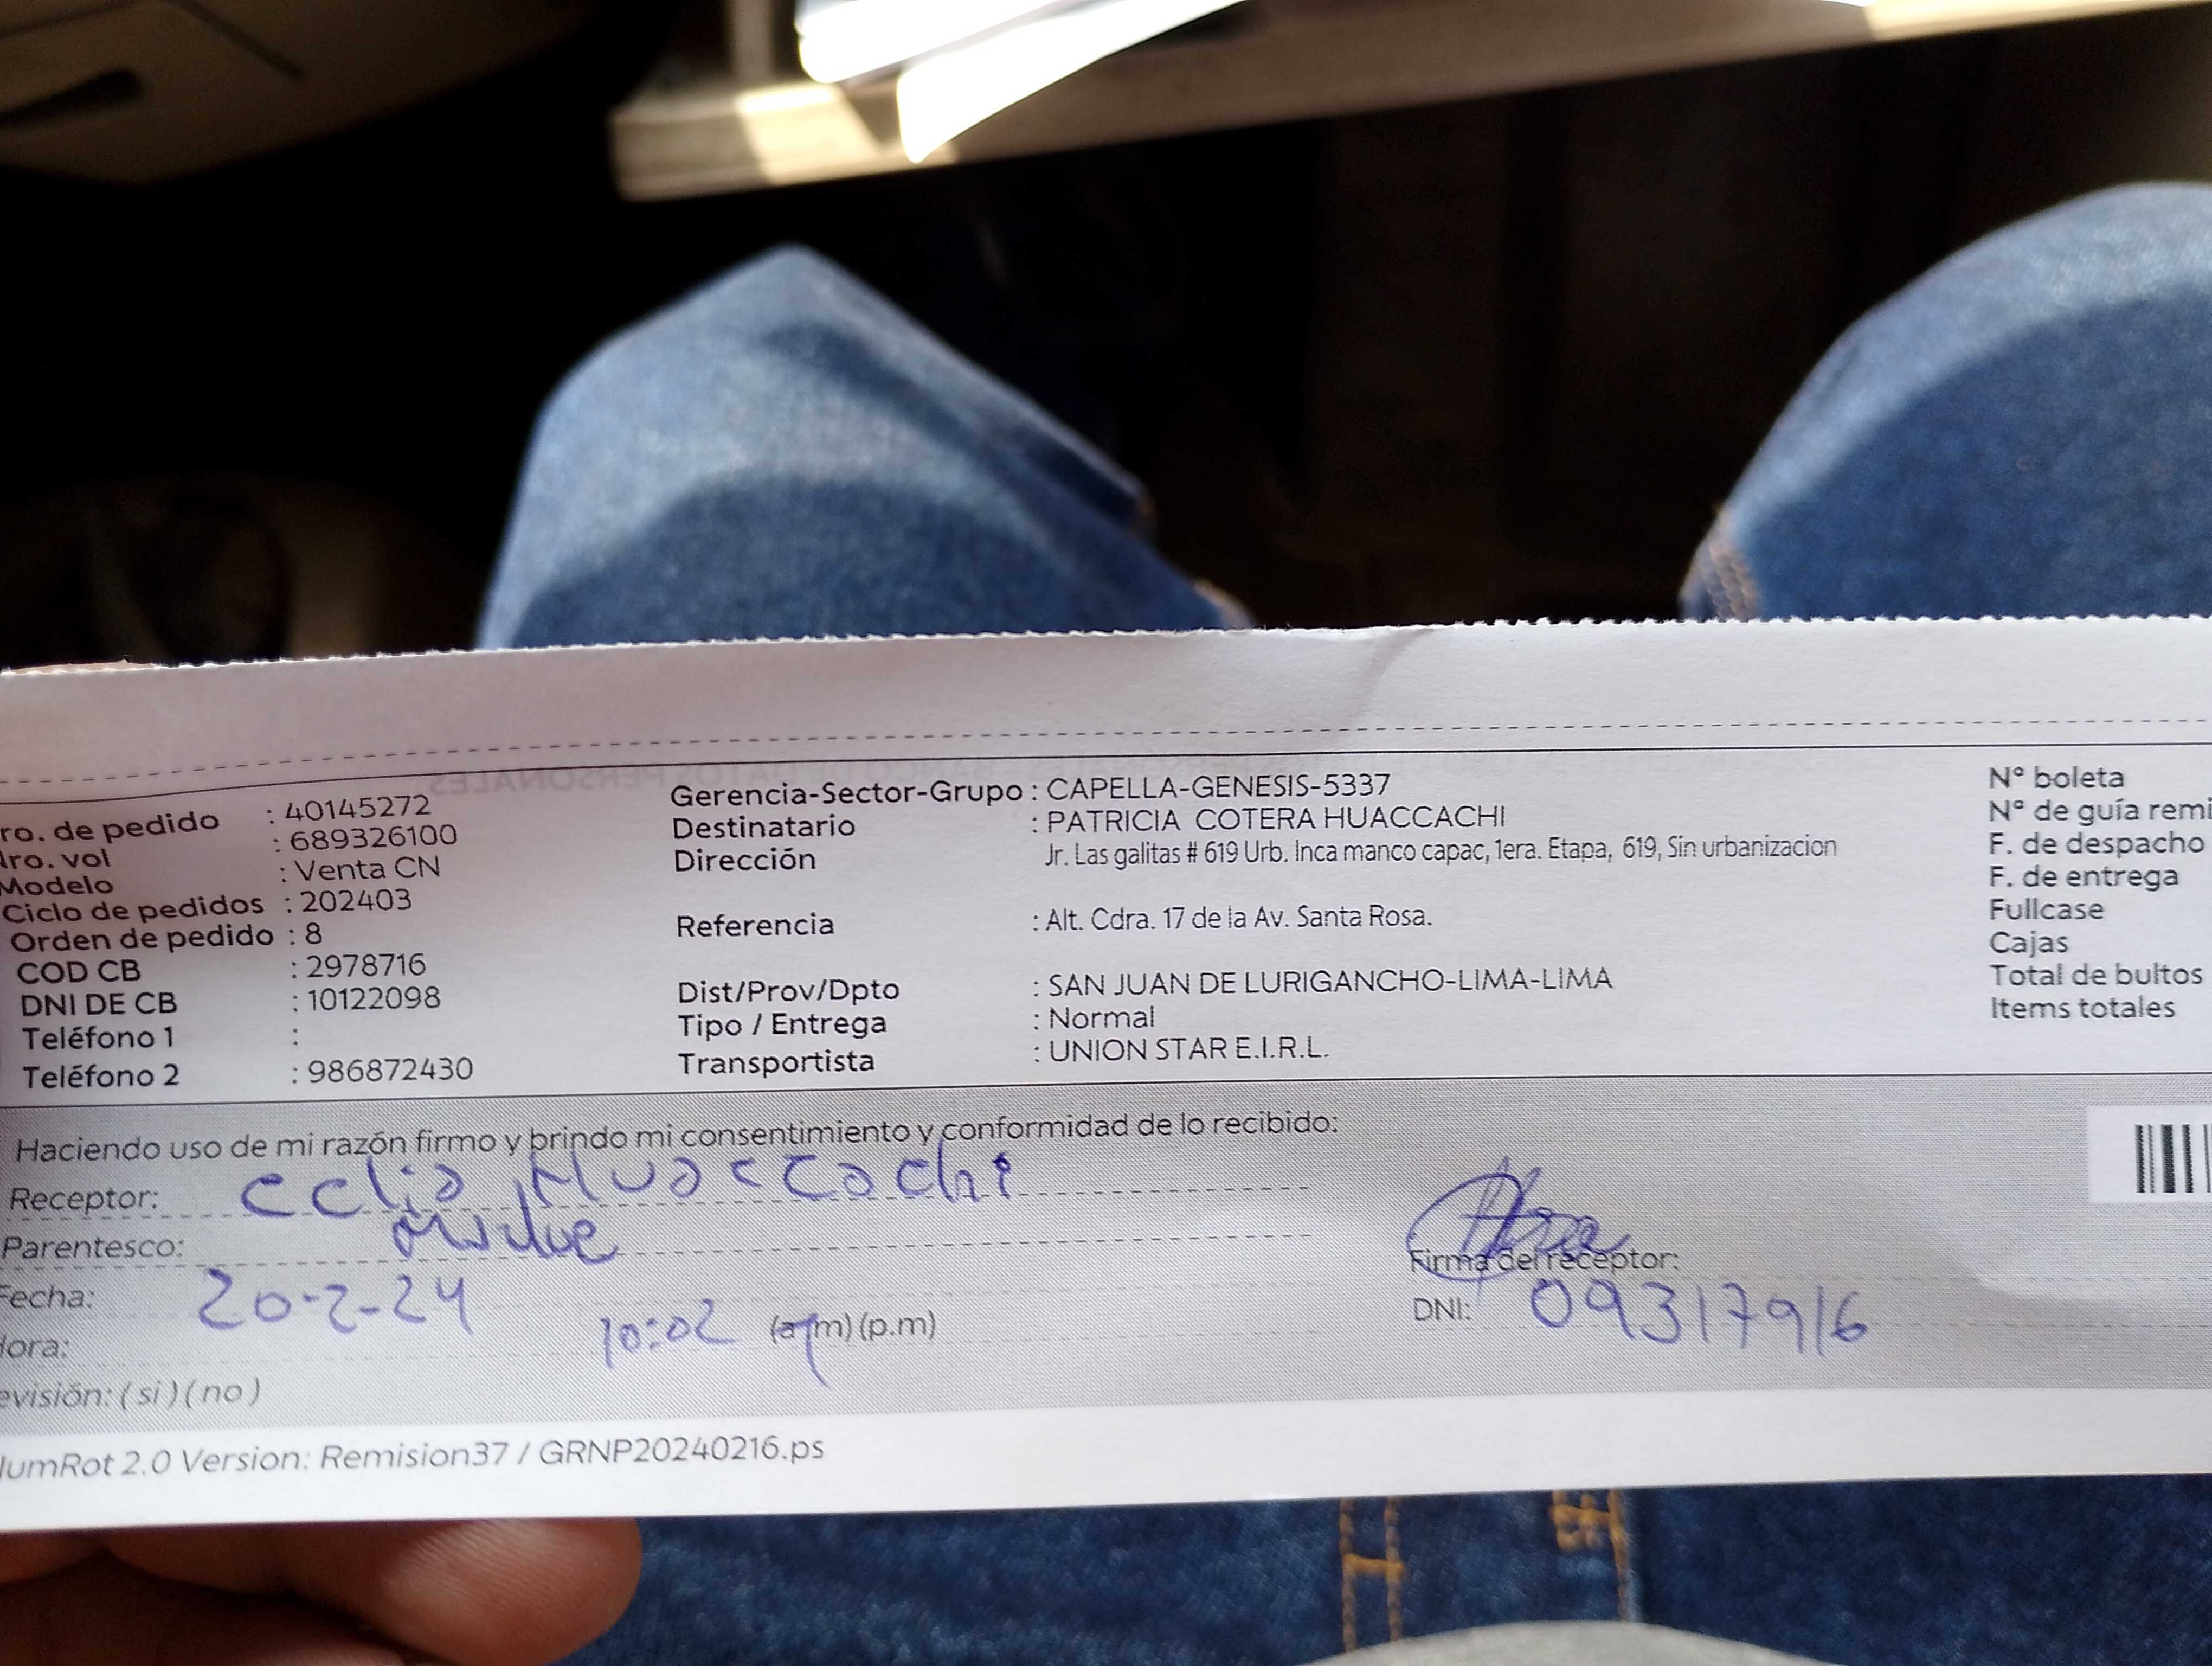 ro. de pedido : 40145272
ro. vol : 689326100
Modelo : Venta CN
Ciclo de pedidos : 202403
Orden de pedido : 8
COD CB : 2978716
DNI DE CB : 10122098
Teléfono 1 :
Teléfono 2 : 986872430
Gerencia-Sector-Grupo : CAPELLA-GENESIS-5337
Destinatario : PATRICIA COTERA HUACCACHI
Dirección Jr. Las galitas # 619 Urb. Inca manco capac, 1era. Etapa, 619, Sin urbanizacion
Referencia : Alt. Cdra. 17 de la Av. Santa Rosa.
Dist/Prov/Dpto : SAN JUAN DE LURIGANCHO-LIMA-LIMA
Tipo / Entrega : Normal
Transportista : UNION STAR E.I.R.L.
N° boleta
N° de guía remi
F. de despacho
F. de entrega
Fullcase
Cajas
Total de bultos
Items totales
Haciendo uso de mi razón firmo y brindo mi consentimiento y conformidad de lo recibido:
Receptor: Huaccachi
Parentesco:
Fecha: 20-2-24
ora: 10:02 (a.m) (p.m)
evisión: ( si ) ( no )
Firma del receptor:
DNI: 09317916
umRot 2.0 Version: Remision37 / GRNP20240216.ps